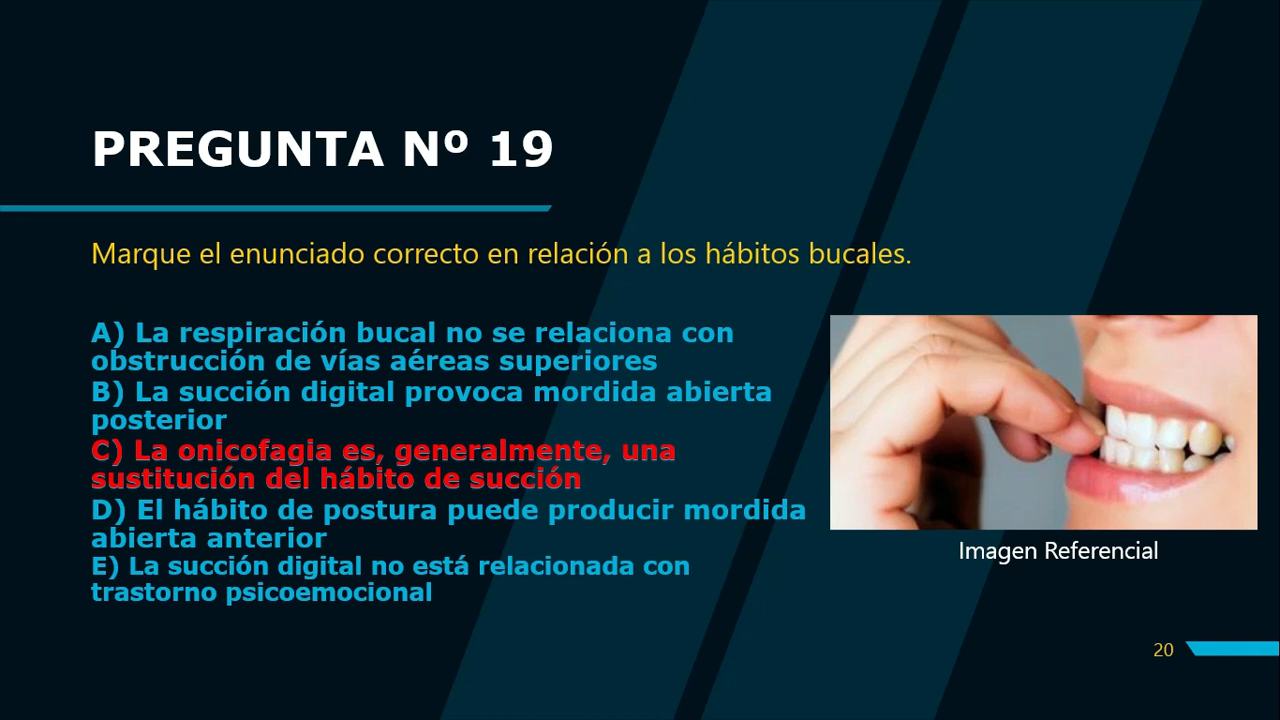 PREGUNTA Nº 19
Marque el enunciado correcto en relación a los hábitos bucales.
A) La respiración bucal no se relaciona con
obstrucción de vías aéreas superiores
B) La succión digital provoca mordida abierta
posterior
C) La onicofagia es, generalmente, una
sustitución del hábito de succión
D) El hábito de postura puede producir mordida
abierta anterior
E) La succión digital no está relacionada con
trastorno psicoemocional
Imagen Referencial
20